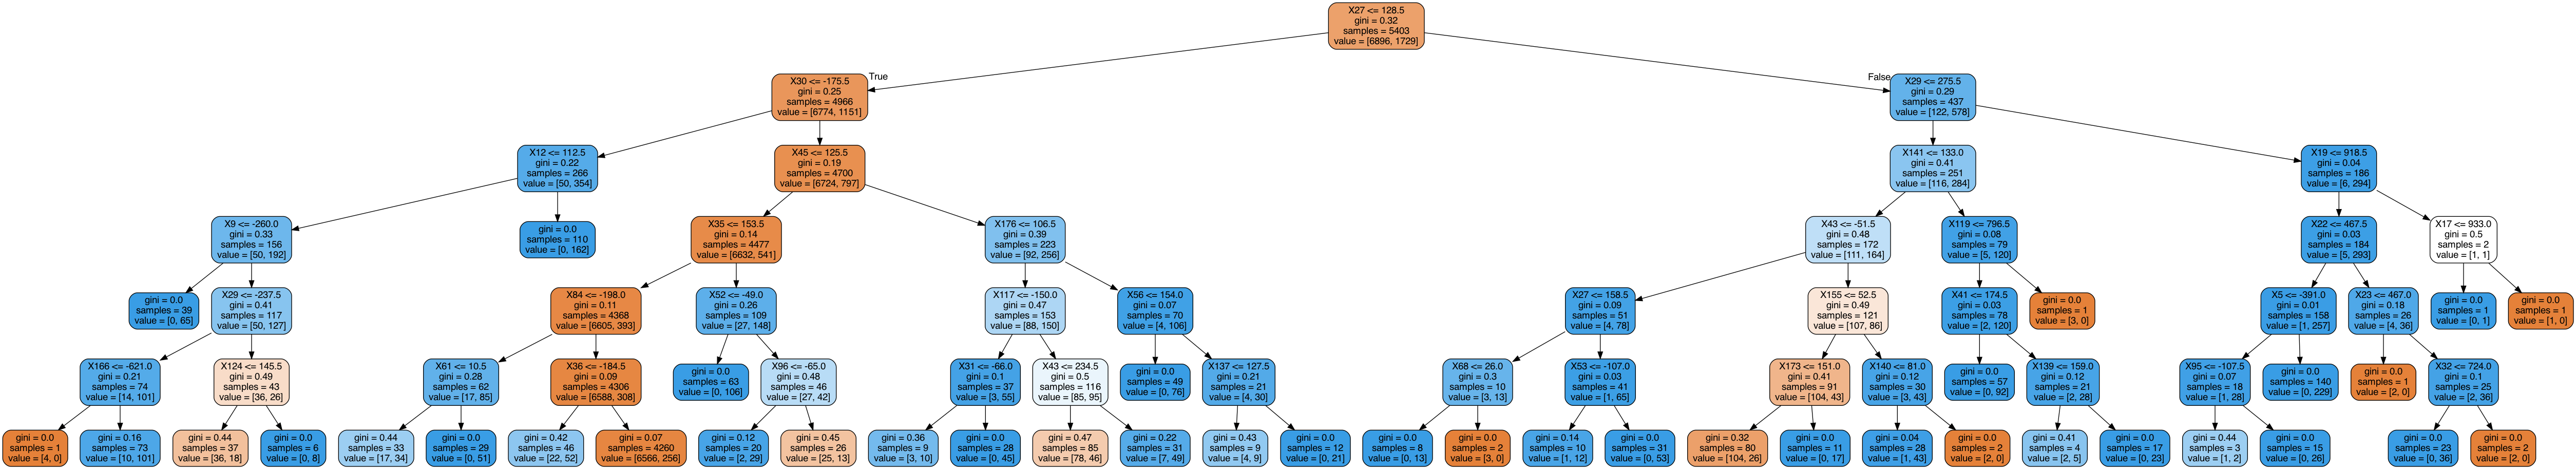 X27 <= 128.5
gini = 0.32
samples = 5403
value = [6896, 1729]
True
False
X30 <= -175.5
gini = 0.25
samples = 4966
value = [6774, 1151]
X29 <= 275.5
gini = 0.29
samples = 437
value = [122, 578]
X12 <= 112.5
gini = 0.22
samples = 266
value = [50, 354]
X45 <= 125.5
gini = 0.19
samples = 4700
value = [6724, 797]
X141 <= 133.0
gini = 0.41
samples = 251
value = [116, 284]
X19 <= 918.5
gini = 0.04
samples = 186
value = [6, 294]
X9 <= -260.0
gini = 0.33
samples = 156
value = [50, 192]
gini = 0.0
samples = 110
value = [0, 162]
X35 <= 153.5
gini = 0.14
samples = 4477
value = [6632, 541]
X176 <= 106.5
gini = 0.39
samples = 223
value = [92, 256]
X43 <= -51.5
gini = 0.48
samples = 172
value = [111, 164]
X119 <= 796.5
gini = 0.08
samples = 79
value = [5, 120]
X22 <= 467.5
gini = 0.03
samples = 184
value = [5, 293]
X17 <= 933.0
gini = 0.5
samples = 2
value = [1, 1]
gini = 0.0
samples = 39
value = [0, 65]
X29 <= -237.5
gini = 0.41
samples = 117
value = [50, 127]
X84 <= -198.0
gini = 0.11
samples = 4368
value = [6605, 393]
X52 <= -49.0
gini = 0.26
samples = 109
value = [27, 148]
X117 <= -150.0
gini = 0.47
samples = 153
value = [88, 150]
X56 <= 154.0
gini = 0.07
samples = 70
value = [4, 106]
X27 <= 158.5
gini = 0.09
samples = 51
value = [4, 78]
X155 <= 52.5
gini = 0.49
samples = 121
value = [107, 86]
X41 <= 174.5
gini = 0.03
samples = 78
value = [2, 120]
gini = 0.0
samples = 1
value = [3, 0]
X5 <= -391.0
gini = 0.01
samples = 158
value = [1, 257]
X23 <= 467.0
gini = 0.18
samples = 26
value = [4, 36]
gini = 0.0
samples = 1
value = [0, 1]
gini = 0.0
samples = 1
value = [1, 0]
X166 <= -621.0
gini = 0.21
samples = 74
value = [14, 101]
X124 <= 145.5
gini = 0.49
samples = 43
value = [36, 26]
X61 <= 10.5
gini = 0.28
samples = 62
value = [17, 85]
X36 <= -184.5
gini = 0.09
samples = 4306
value = [6588, 308]
gini = 0.0
samples = 63
value = [0, 106]
X96 <= -65.0
gini = 0.48
samples = 46
value = [27, 42]
X31 <= -66.0
gini = 0.1
samples = 37
value = [3, 55]
X43 <= 234.5
gini = 0.5
samples = 116
value = [85, 95]
gini = 0.0
samples = 49
value = [0, 76]
X137 <= 127.5
gini = 0.21
samples = 21
value = [4, 30]
X68 <= 26.0
gini = 0.3
samples = 10
value = [3, 13]
X53 <= -107.0
gini = 0.03
samples = 41
value = [1, 65]
X173 <= 151.0
gini = 0.41
samples = 91
value = [104, 43]
X140 <= 81.0
gini = 0.12
samples = 30
value = [3, 43]
gini = 0.0
samples = 57
value = [0, 92]
X139 <= 159.0
gini = 0.12
samples = 21
value = [2, 28]
X95 <= -107.5
gini = 0.07
samples = 18
value = [1, 28]
gini = 0.0
samples = 140
value = [0, 229]
gini = 0.0
samples = 1
value = [2, 0]
X32 <= 724.0
gini = 0.1
samples = 25
value = [2, 36]
gini = 0.0
samples = 1
value = [4, 0]
gini = 0.16
samples = 73
value = [10, 101]
gini = 0.44
samples = 37
value = [36, 18]
gini = 0.0
samples = 6
value = [0, 8]
gini = 0.44
samples = 33
value = [17, 34]
gini = 0.0
samples = 29
value = [0, 51]
gini = 0.42
samples = 46
value = [22, 52]
gini = 0.07
samples = 4260
value = [6566, 256]
gini = 0.12
samples = 20
value = [2, 29]
gini = 0.45
samples = 26
value = [25, 13]
gini = 0.36
samples = 9
value = [3, 10]
gini = 0.0
samples = 28
value = [0, 45]
gini = 0.47
samples = 85
value = [78, 46]
gini = 0.22
samples = 31
value = [7, 49]
gini = 0.43
samples = 9
value = [4, 9]
gini = 0.0
samples = 12
value = [0, 21]
gini = 0.0
samples = 8
value = [0, 13]
gini = 0.0
samples = 2
value = [3, 0]
gini = 0.14
samples = 10
value = [1, 12]
gini = 0.0
samples = 31
value = [0, 53]
gini = 0.32
samples = 80
value = [104, 26]
gini = 0.0
samples = 11
value = [0, 17]
gini = 0.04
samples = 28
value = [1, 43]
gini = 0.0
samples = 2
value = [2, 0]
gini = 0.41
samples = 4
value = [2, 5]
gini = 0.0
samples = 17
value = [0, 23]
gini = 0.44
samples = 3
value = [1, 2]
gini = 0.0
samples = 15
value = [0, 26]
gini = 0.0
samples = 23
value = [0, 36]
gini = 0.0
samples = 2
value = [2, 0]